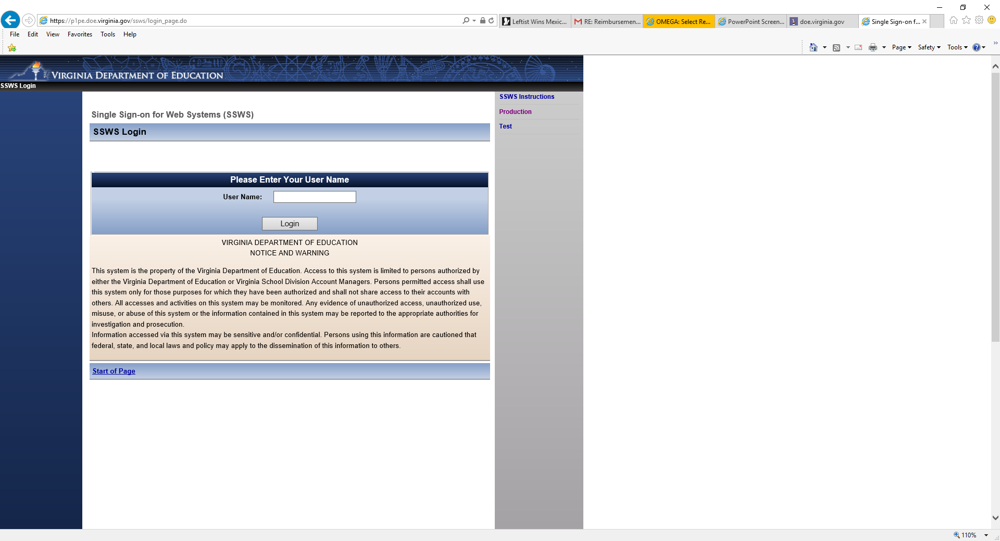 https://p1pe.doe.virginia.gov/ssws/login_page.do
Leftist Wins Mexic...
RE: Reimbursemen...
OMEGA: Select Re...
PowerPoint Screen...
doe.virginia.gov
Single Sign-on f...
File Edit View Favorites Tools Help
Page Safety Tools
VIRGINIA DEPARTMENT OF EDUCATION
SSWS Login
SSWS Instructions
Production
Test
Single Sign-on for Web Systems (SSWS)
SSWS Login
Please Enter Your User Name
User Name:
Login
VIRGINIA DEPARTMENT OF EDUCATION
NOTICE AND WARNING
This system is the property of the Virginia Department of Education. Access to this system is limited to persons authorized by
either the Virginia Department of Education or Virginia School Division Account Managers. Persons permitted access shall use
this system only for those purposes for which they have been authorized and shall not share access to their accounts with
others. All accesses and activities on this system may be monitored. Any evidence of unauthorized access, unauthorized use,
misuse, or abuse of this system or the information contained in this system may be reported to the appropriate authorities for
investigation and prosecution.
Information accessed via this system may be sensitive and/or confidential. Persons using this information are cautioned that
federal, state, and local laws and policy may apply to the dissemination of this information to others.
Start of Page
110%